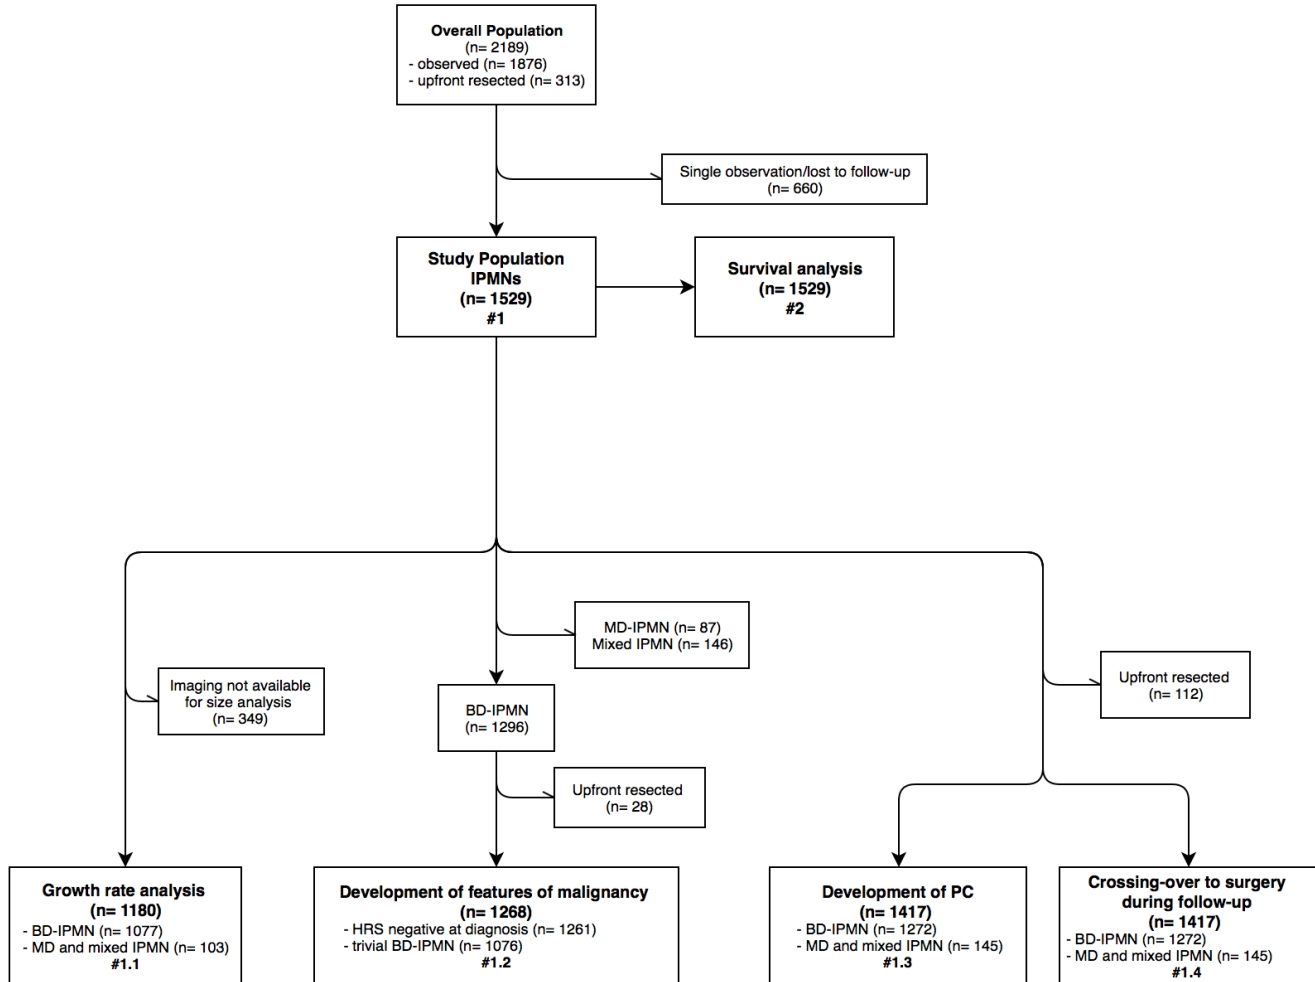 Overall Population
(n= 2189)
- observed (n= 1876)
- upfront resected (n= 313)
Single observation/lost to follow-up
(n= 660)
Study Population
IPMNs
(n= 1529)
#1
Survival analysis
(n= 1529)
#2
MD-IPMN (n= 87)
Mixed IPMN (n= 146)
Imaging not available
for size analysis
(n= 349)
BD-IPMN
(n= 1296)
Upfront resected
(n= 112)
Upfront resected
(n= 28)
Growth rate analysis
(n= 1180)
- BD-IPMN (n= 1077)
- MD and mixed IPMN (n= 103)
#1.1
Development of features of malignancy
(n= 1268)
- HRS negative at diagnosis (n= 1261)
- trivial BD-IPMN (n= 1076)
#1.2
Development of PC
(n= 1417)
- BD-IPMN (n= 1272)
- MD and mixed IPMN (n= 145)
#1.3
Crossing-over to surgery
during follow-up
(n= 1417)
- BD-IPMN (n= 1272)
- MD and mixed IPMN (n= 145)
#1.4